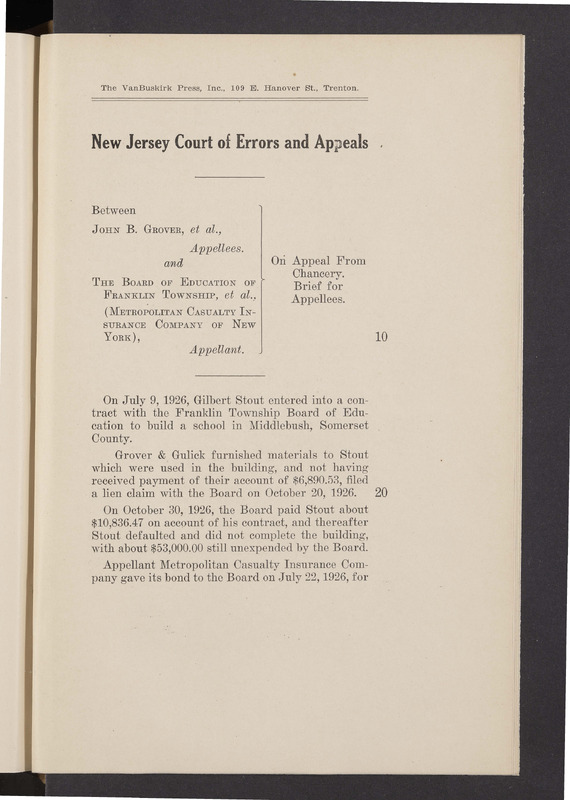 The VanBuskirk Press, Inc., 109 E. Hanover St., Trenton.
New Jersey Court of Errors and Appeals
Between
JOHN B. GROVER, et al.,
Appellees.
and
THE BOARD OF EDUCATION OF
FRANKLIN TOWNSHIP, et al.,
(METROPOLITAN CASUALTY IN-
SURANCE COMPANY OF NEW
YORK),
Appellant.
On Appeal From
Chancery.
Brief for
Appellees.
10
On July 9, 1926, Gilbert Stout entered into a con-
tract with the Franklin Township Board of Edu-
cation to build a school in Middlebush, Somerset
County.
Grover & Gulick furnished materials to Stout
which were used in the building, and not having
received payment of their account of $6,890.53, filed
a lien claim with the Board on October 20, 1926. 20
On October 30, 1926, the Board paid Stout about
$10,836.47 on account of his contract, and thereafter
Stout defaulted and did not complete the building,
with about $53,000.00 still unexpended by the Board.
Appellant Metropolitan Casualty Insurance Com-
pany gave its bond to the Board on July 22, 1926, for